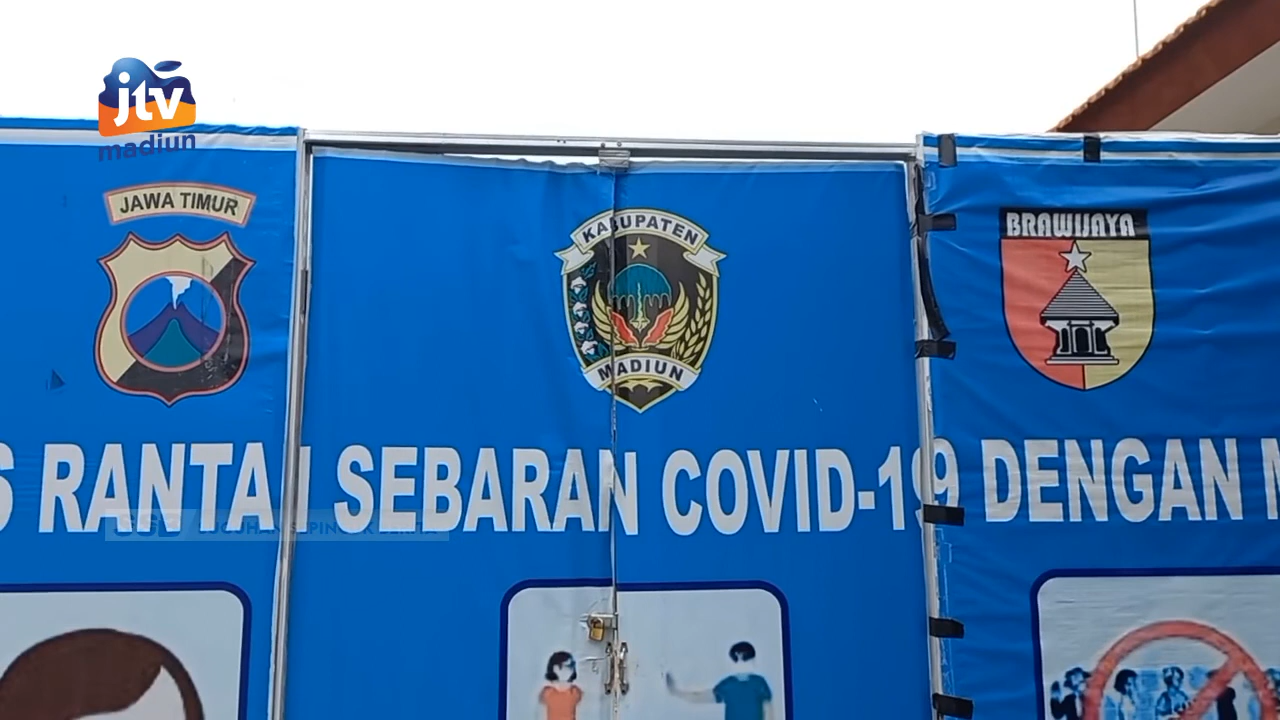 jtv
madiun
JAWA TIMUR
KABUPATEN
MADIUN
BRAWIJAYA
S RANTAI SEBARAN COVID-19 DENGAN M